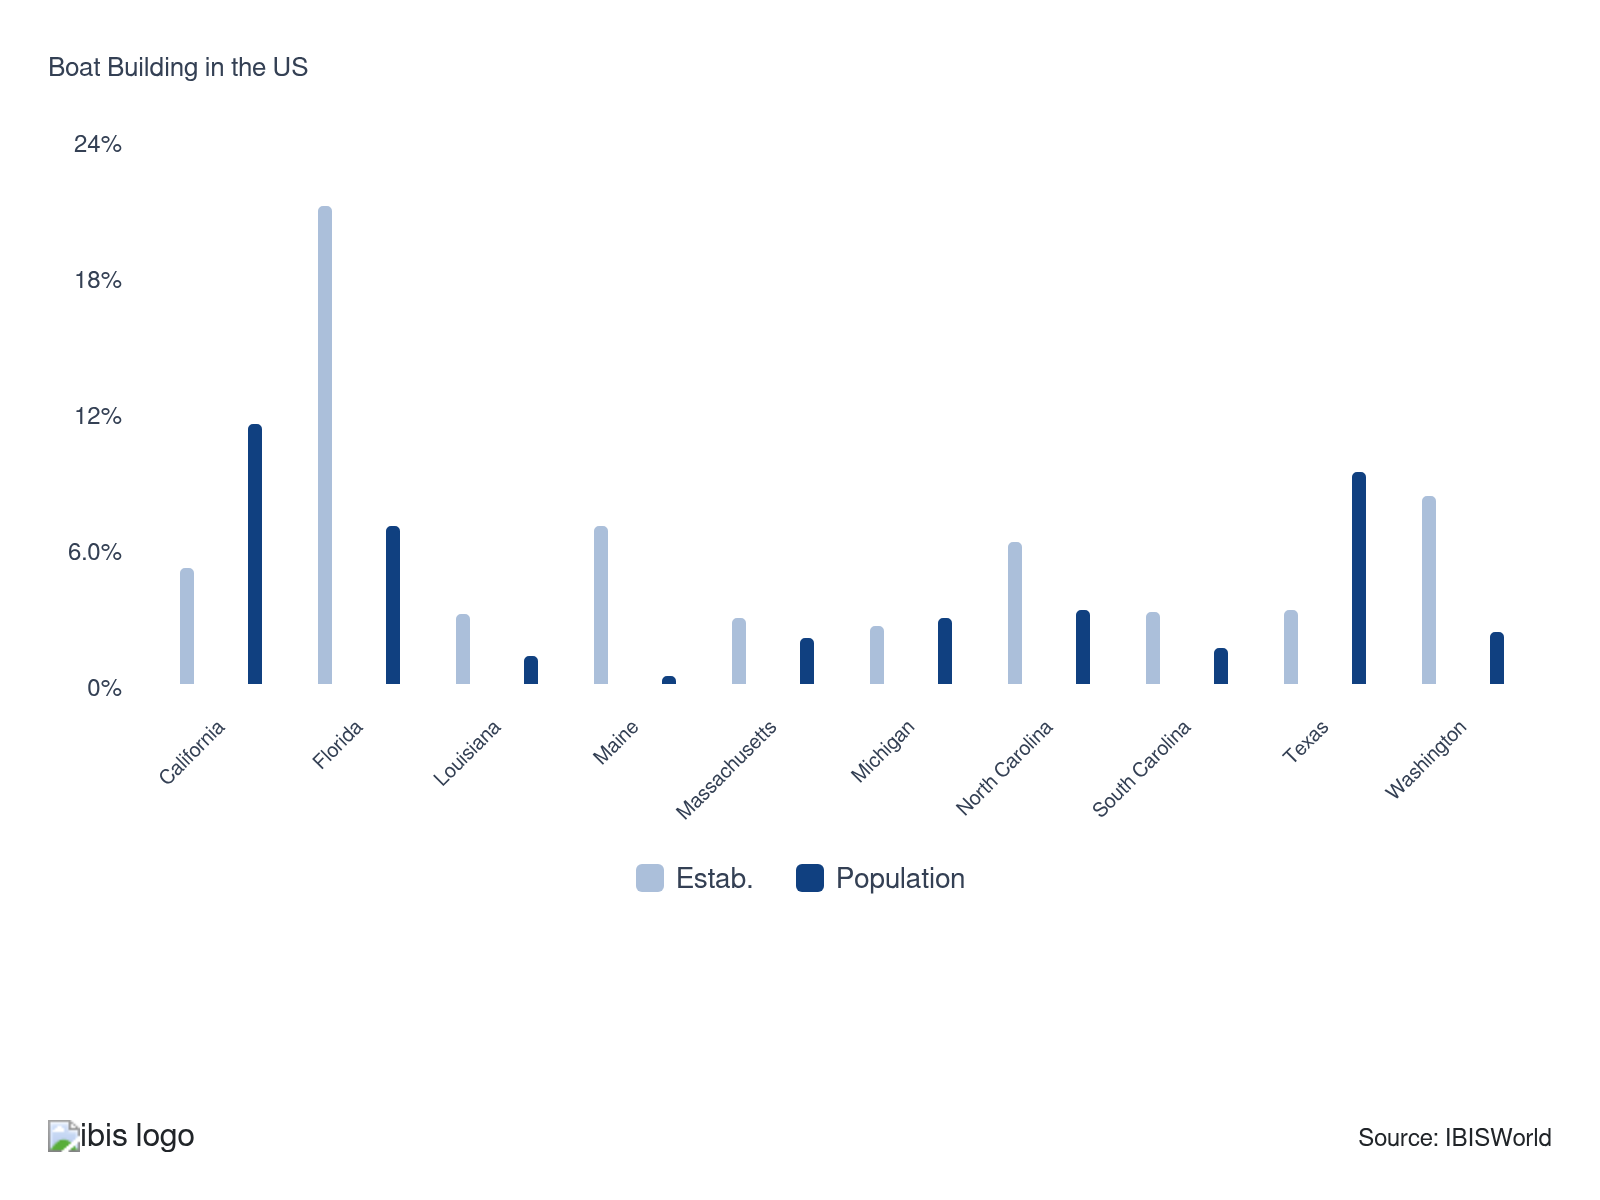 Boat Building in the US
24%
18%
12%
6.0%
0%
California
Florida
Louisiana
Maine
Massachusetts
Michigan
North Carolina
South Carolina
Texas
Washington
Estab.
Population
ibis logo
Source: IBISWorld